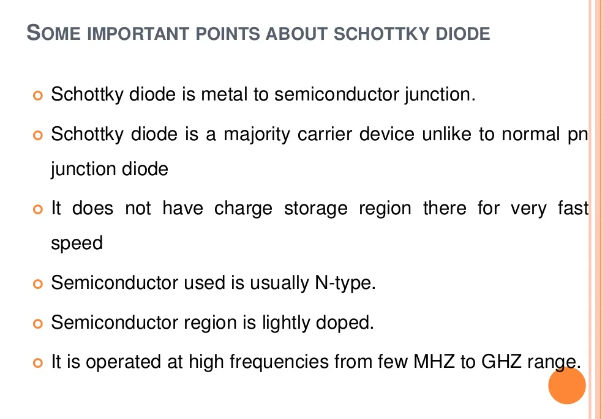 SOME IMPORTANT POINTS ABOUT SCHOTTKY DIODE
Schottky diode is metal to semiconductor junction.
Schottky diode is a majority carrier device unlike to normal pn
junction diode
It does not have charge storage region there for very fast
speed
Semiconductor used is usually N-type.
Semiconductor region is lightly doped.
It is operated at high frequencies from few MHZ to GHZ range.